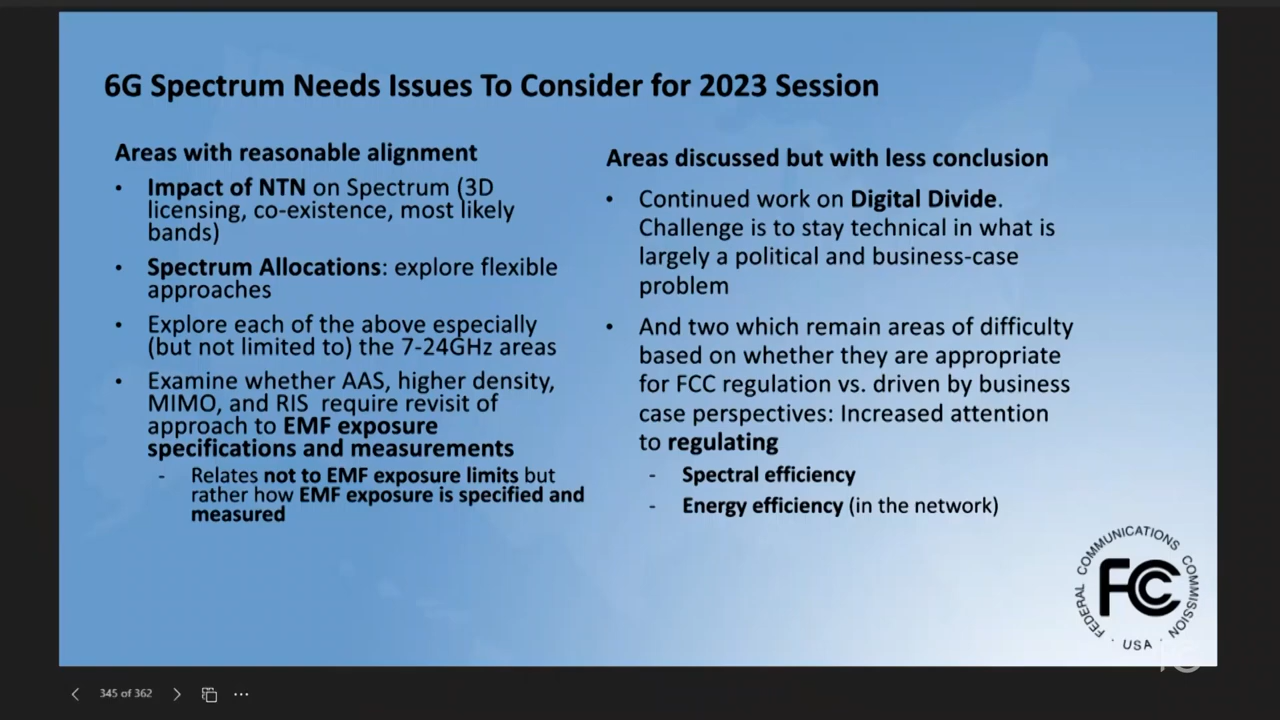 6G Spectrum Needs Issues To Consider for 2023 Session
Areas with reasonable alignment
• Impact of NTN on Spectrum (3D
licensing, co-existence, most likely
bands)
• Spectrum Allocations: explore flexible
approaches
• Explore each of the above especially
(but not limited to) the 7-24GHz areas
• Examine whether AAS, higher density,
MIMO, and RIS require revisit of
approach to EMF exposure
specifications and measurements
- Relates not to EMF exposure limits but
rather how EMF exposure is specified and
measured
Areas discussed but with less conclusion
• Continued work on Digital Divide.
Challenge is to stay technical in what is
largely a political and business-case
problem
• And two which remain areas of difficulty
based on whether they are appropriate
for FCC regulation vs. driven by business
case perspectives: Increased attention
to regulating
- Spectral efficiency
- Energy efficiency (in the network)
FEDERAL COMMUNICATIONS COMMISSION
FCC
· USA ·
345 of 362